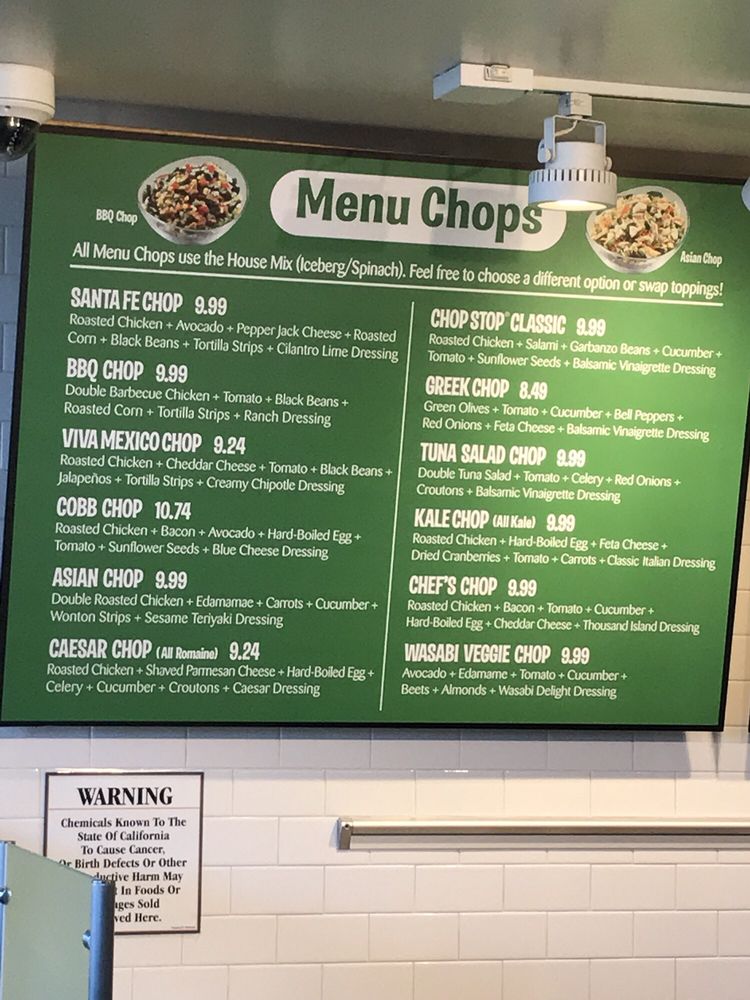 BBQ Chop
Menu Chops
Asian Chop
All Menu Chops use the House Mix (Iceberg/Spinach). Feel free to choose a different option or swap toppings!
SANTA FE CHOP 9.99
Roasted Chicken + Avocado + Pepper Jack Cheese + Roasted
Corn + Black Beans + Tortilla Strips + Cilantro Lime Dressing
BBQ CHOP 9.99
Double Barbecue Chicken + Tomato + Black Beans +
Roasted Corn + Tortilla Strips + Ranch Dressing
VIVA MEXICO CHOP 9.24
Roasted Chicken + Cheddar Cheese + Tomato + Black Beans +
Jalapeños + Tortilla Strips + Creamy Chipotle Dressing
COBB CHOP 10.74
Roasted Chicken + Bacon + Avocado + Hard-Boiled Egg +
Tomato + Sunflower Seeds + Blue Cheese Dressing
ASIAN CHOP 9.99
Double Roasted Chicken + Edamamae + Carrots + Cucumber +
Wonton Strips + Sesame Teriyaki Dressing
CAESAR CHOP (All Romaine) 9.24
Roasted Chicken + Shaved Parmesan Cheese + Hard-Boiled Egg +
Celery + Cucumber + Croutons + Caesar Dressing
CHOP STOP® CLASSIC 9.99
Roasted Chicken + Salami + Garbanzo Beans + Cucumber +
Tomato + Sunflower Seeds + Balsamic Vinaigrette Dressing
GREEK CHOP 8.49
Green Olives + Tomato + Cucumber + Bell Peppers +
Red Onions + Feta Cheese + Balsamic Vinaigrette Dressing
TUNA SALAD CHOP 9.99
Double Tuna Salad + Tomato + Celery + Red Onions +
Croutons + Balsamic Vinaigrette Dressing
KALE CHOP (All Kale) 9.99
Roasted Chicken + Hard-Boiled Egg + Feta Cheese +
Dried Cranberries + Tomato + Carrots + Classic Italian Dressing
CHEF'S CHOP 9.99
Roasted Chicken + Bacon + Tomato + Cucumber +
Hard-Boiled Egg + Cheddar Cheese + Thousand Island Dressing
WASABI VEGGIE CHOP 9.99
Avocado + Edamame + Tomato + Cucumber +
Beets + Almonds + Wasabi Delight Dressing
WARNING
Chemicals Known To The
State Of California
To Cause Cancer,
Or Birth Defects Or Other
ductive Harm May
In Foods Or
ages Sold
ved Here.